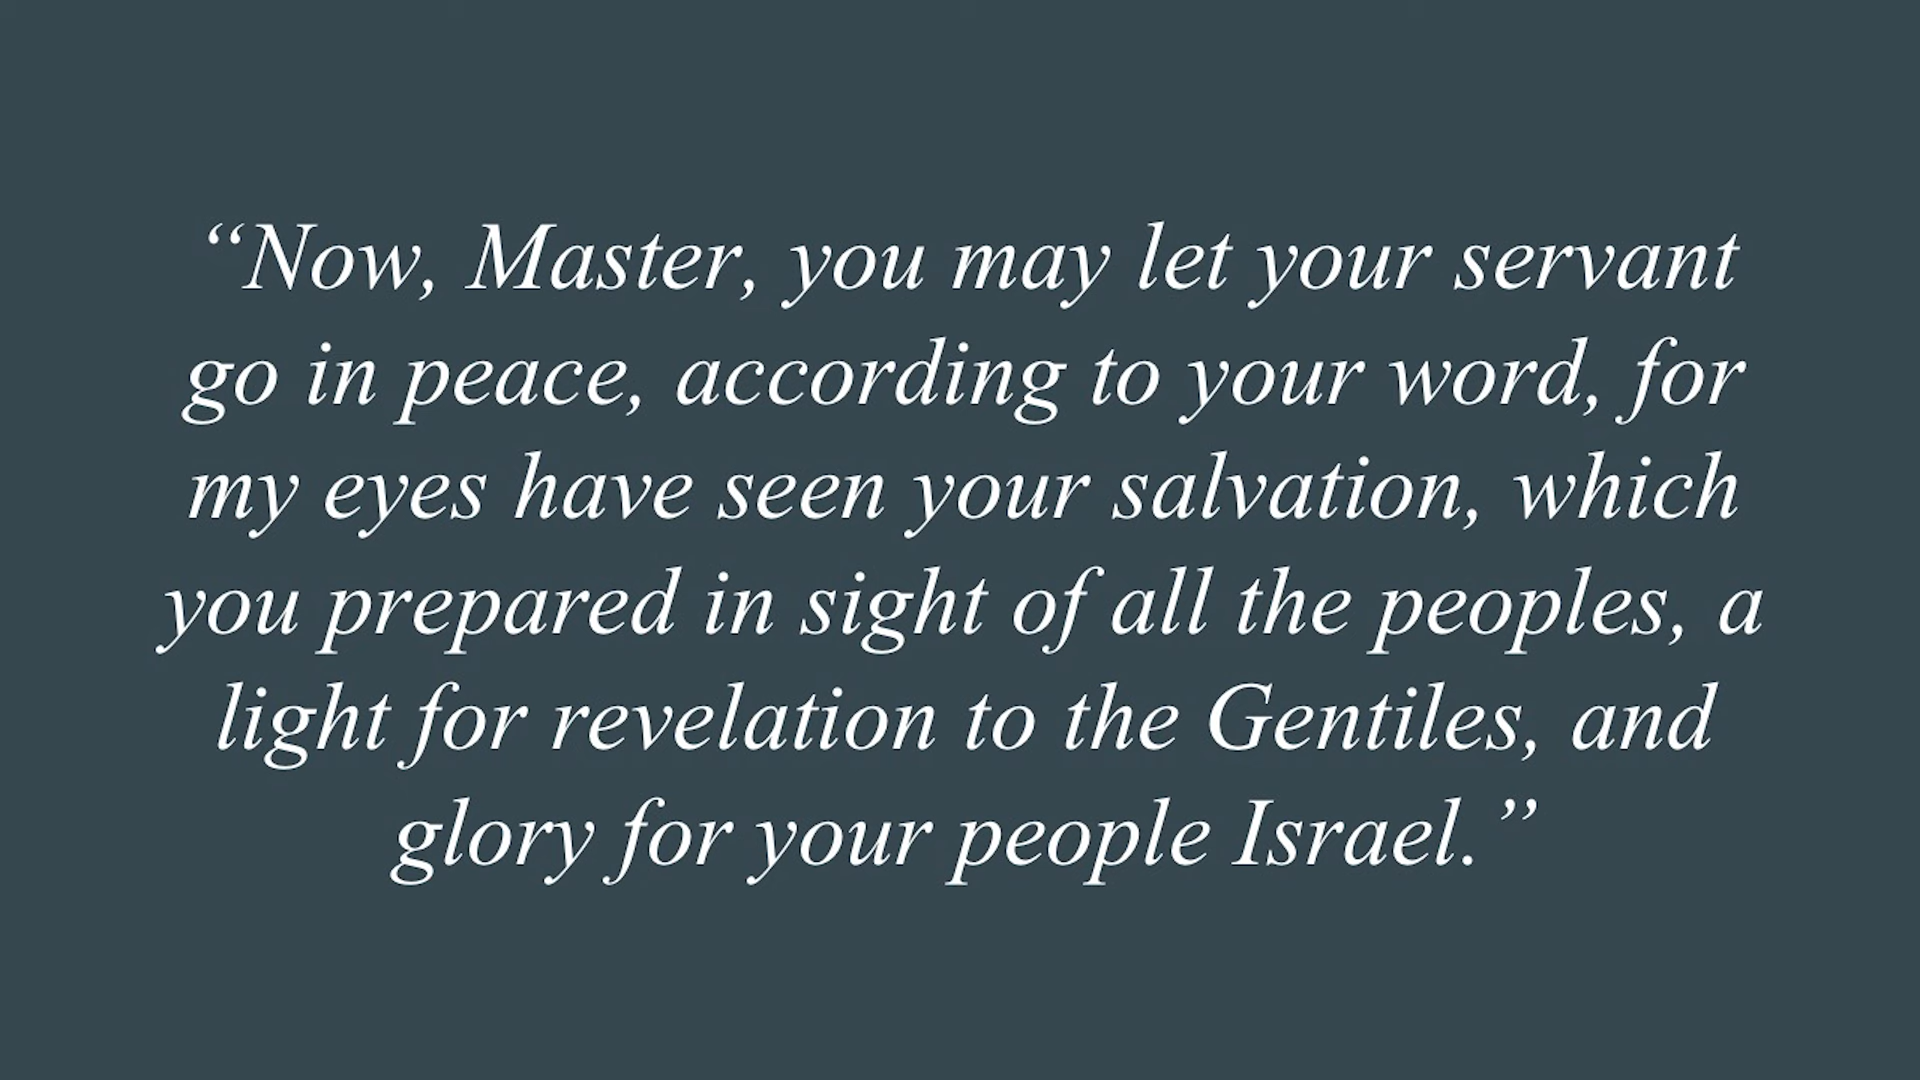 “Now, Master, you may let your servant
go in peace, according to your word, for
my eyes have seen your salvation, which
you prepared in sight of all the peoples, a
light for revelation to the Gentiles, and
glory for your people Israel.”